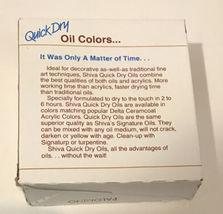 Quick Dry
Oil Colors...
It Was Only A Matter of Time. . .
Ideal for decorative as-well-as traditional fine
art techniques, Shiva Quick Dry Oils combine
the best qualities of both oils and acrylics. More
working time than acrylics, faster drying time
than traditional oils.
Specially formulated to dry to the touch in 2 to
6 hours. Shiva Quick Dry Oils are available in
colors matching popular Delta Ceramcoat
Acrylic Colors. Quick Dry Oils are the same
superior quality as Shiva's Signature Oils. They
can be mixed with any oil medium, will not crack,
darken or yellow with age. Clean-up with
Signaturp or turpentine.
Shiva Quick Dry Oils, all the advantages of
oils. . .without the wait!
PALOMINO